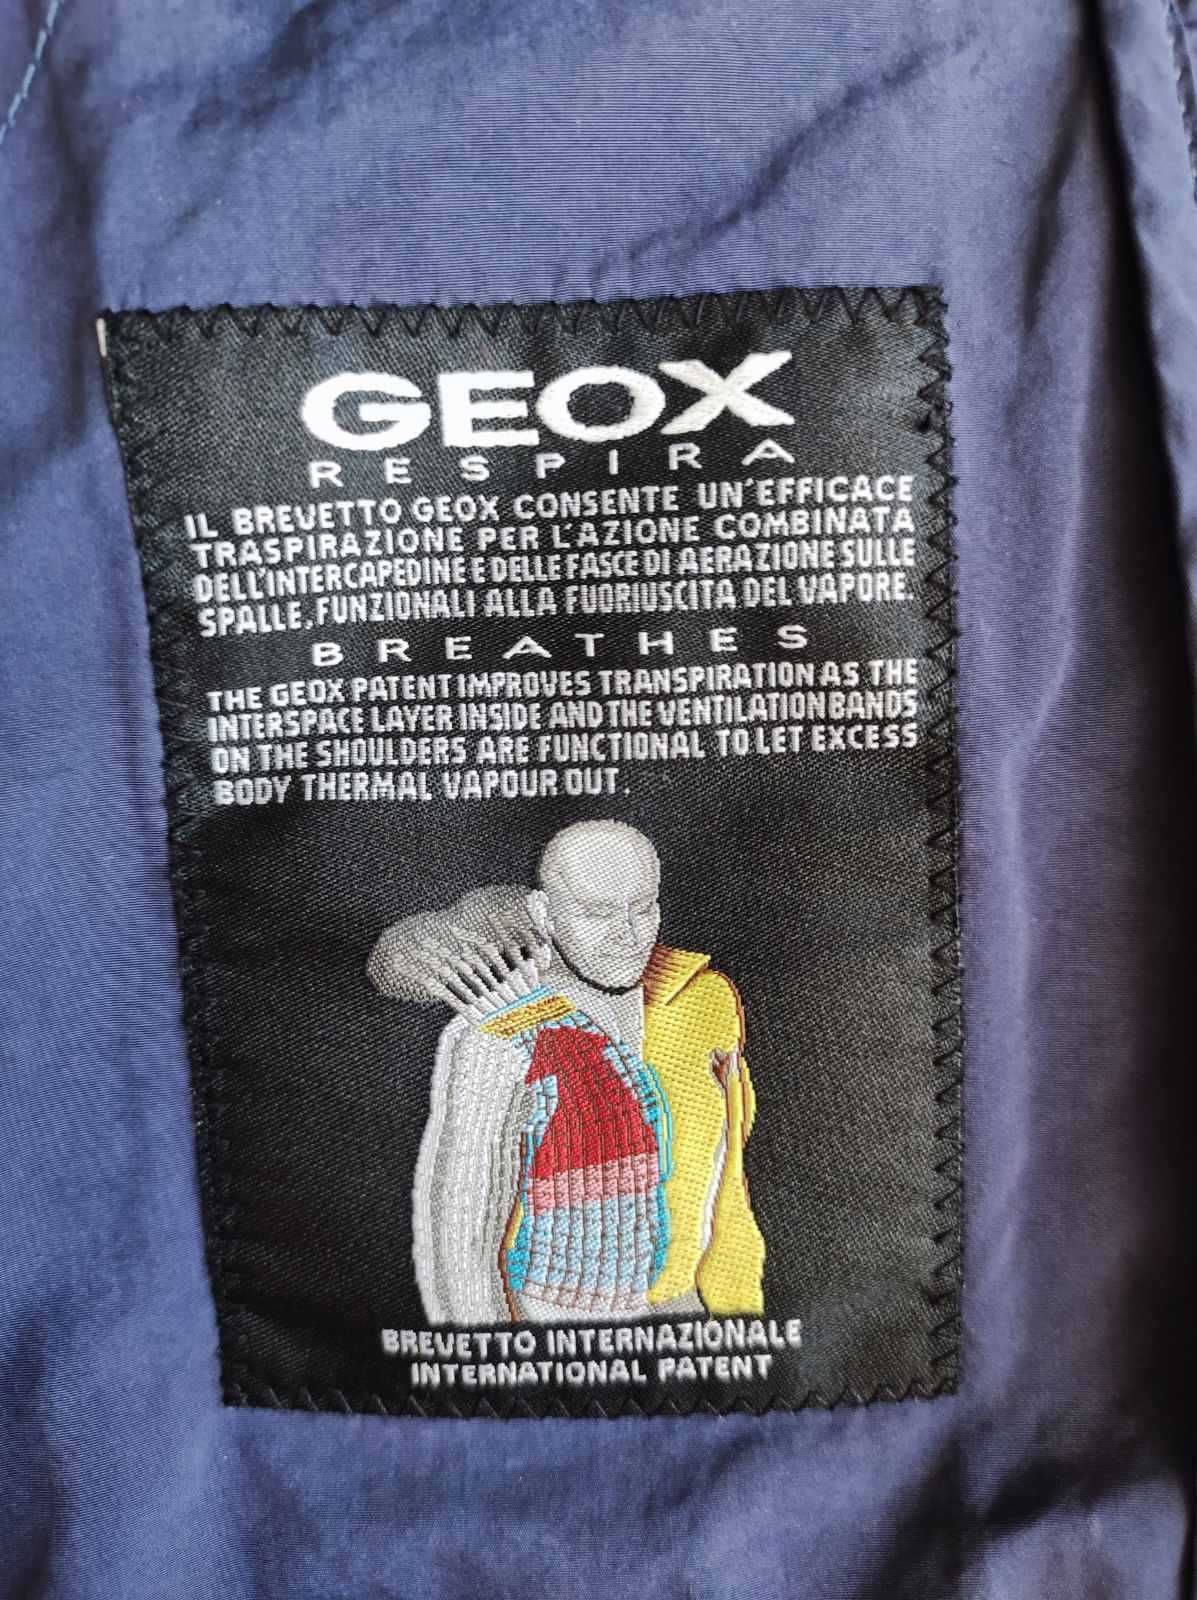 GEOX
RESPIRA
IL BREVETTO GEOX CONSENTE UN'EFFICACE
TRASPIRAZIONE PER L'AZIONE COMBINATA
DELL'INTERCAPEDINE E DELLE FASCE DI AERAZIONE SULLE
SPALLE, FUNZIONALI ALLA FUORIUSCITA DEL VAPORE.
BREATHES
THE GEOX PATENT IMPROVES TRANSPIRATION AS THE
INTERSPACE LAYER INSIDE AND THE VENTILATION BANDS
ON THE SHOULDERS ARE FUNCTIONAL TO LET EXCESS
BODY THERMAL VAPOUR OUT.
BREVETTO INTERNAZIONALE
INTERNATIONAL PATENT